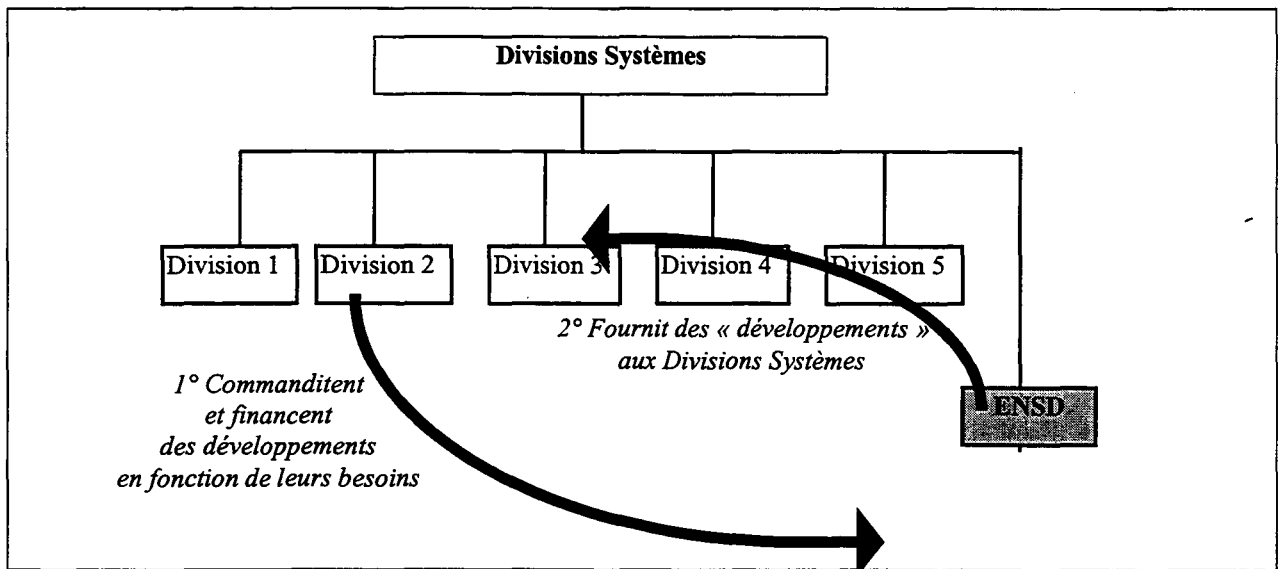 Divisions Systèmes
Division 1
Division 2
Division 3
Division 4
Division 5
2° Fournit des « développements »
aux Divisions Systèmes
1° Commanditent
et financent
des développements
en fonction de leurs besoins
ENSD